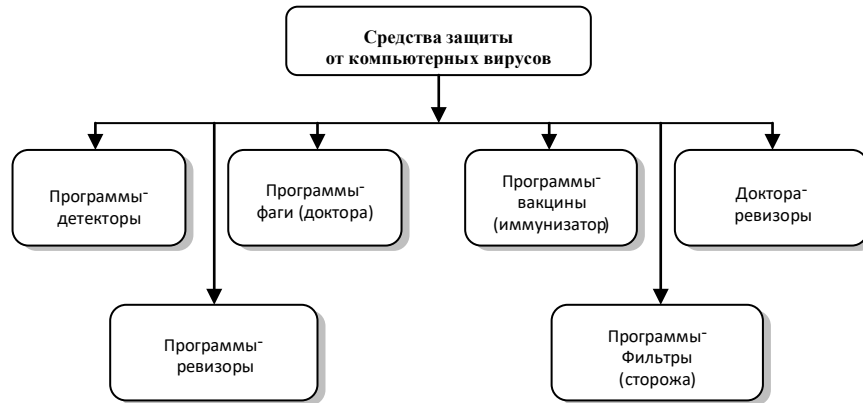 Средства защиты
от компьютерных вирусов
Программы-
детекторы
Программы-
фаги (доктора)
Программы-
вакцины
(иммунизатор)
Доктора-
ревизоры
Программы-
ревизоры
Программы-
Фильтры
(сторожа)